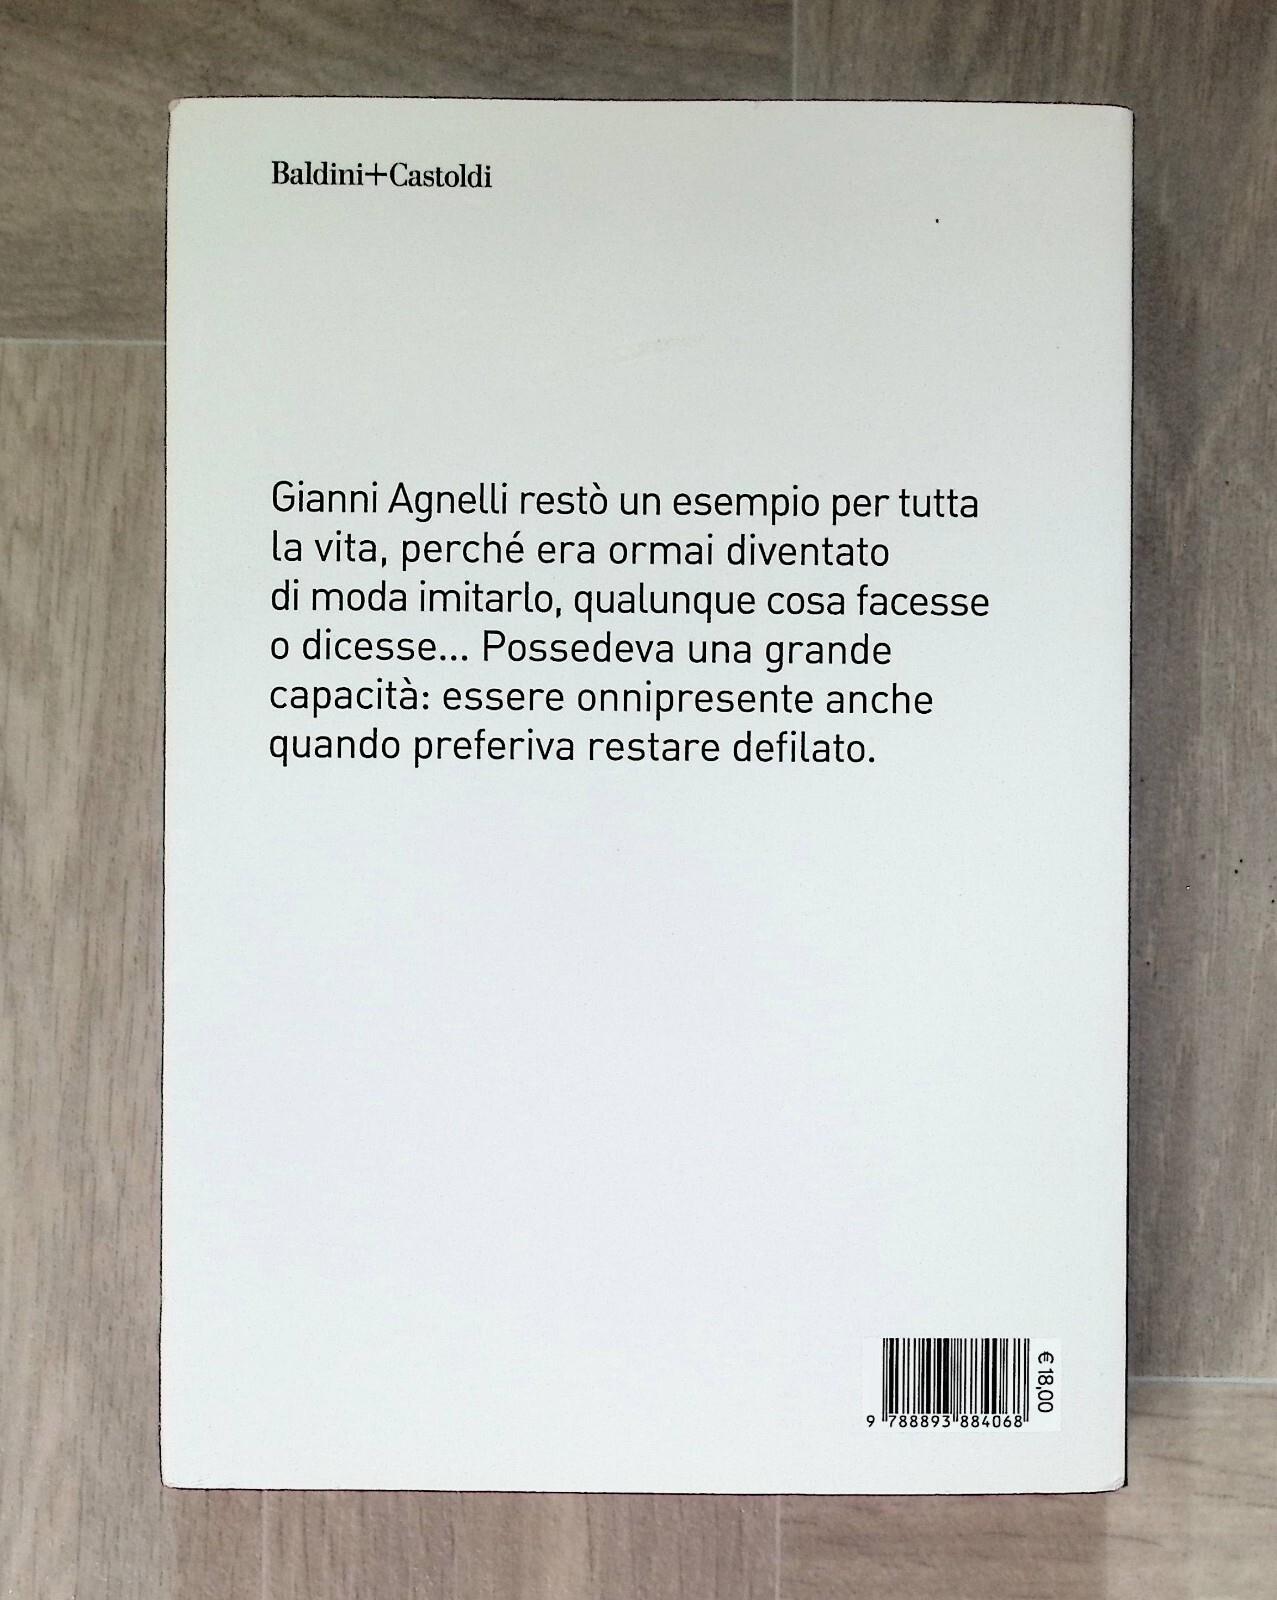 Baldini+Castoldi
Gianni Agnelli restò un esempio per tutta
la vita, perché era ormai diventato
di moda imitarlo, qualunque cosa facesse
o dicesse... Possedeva una grande
capacità: essere onnipresente anche
quando preferiva restare defilato.
€ 18,00
9 788893 884068